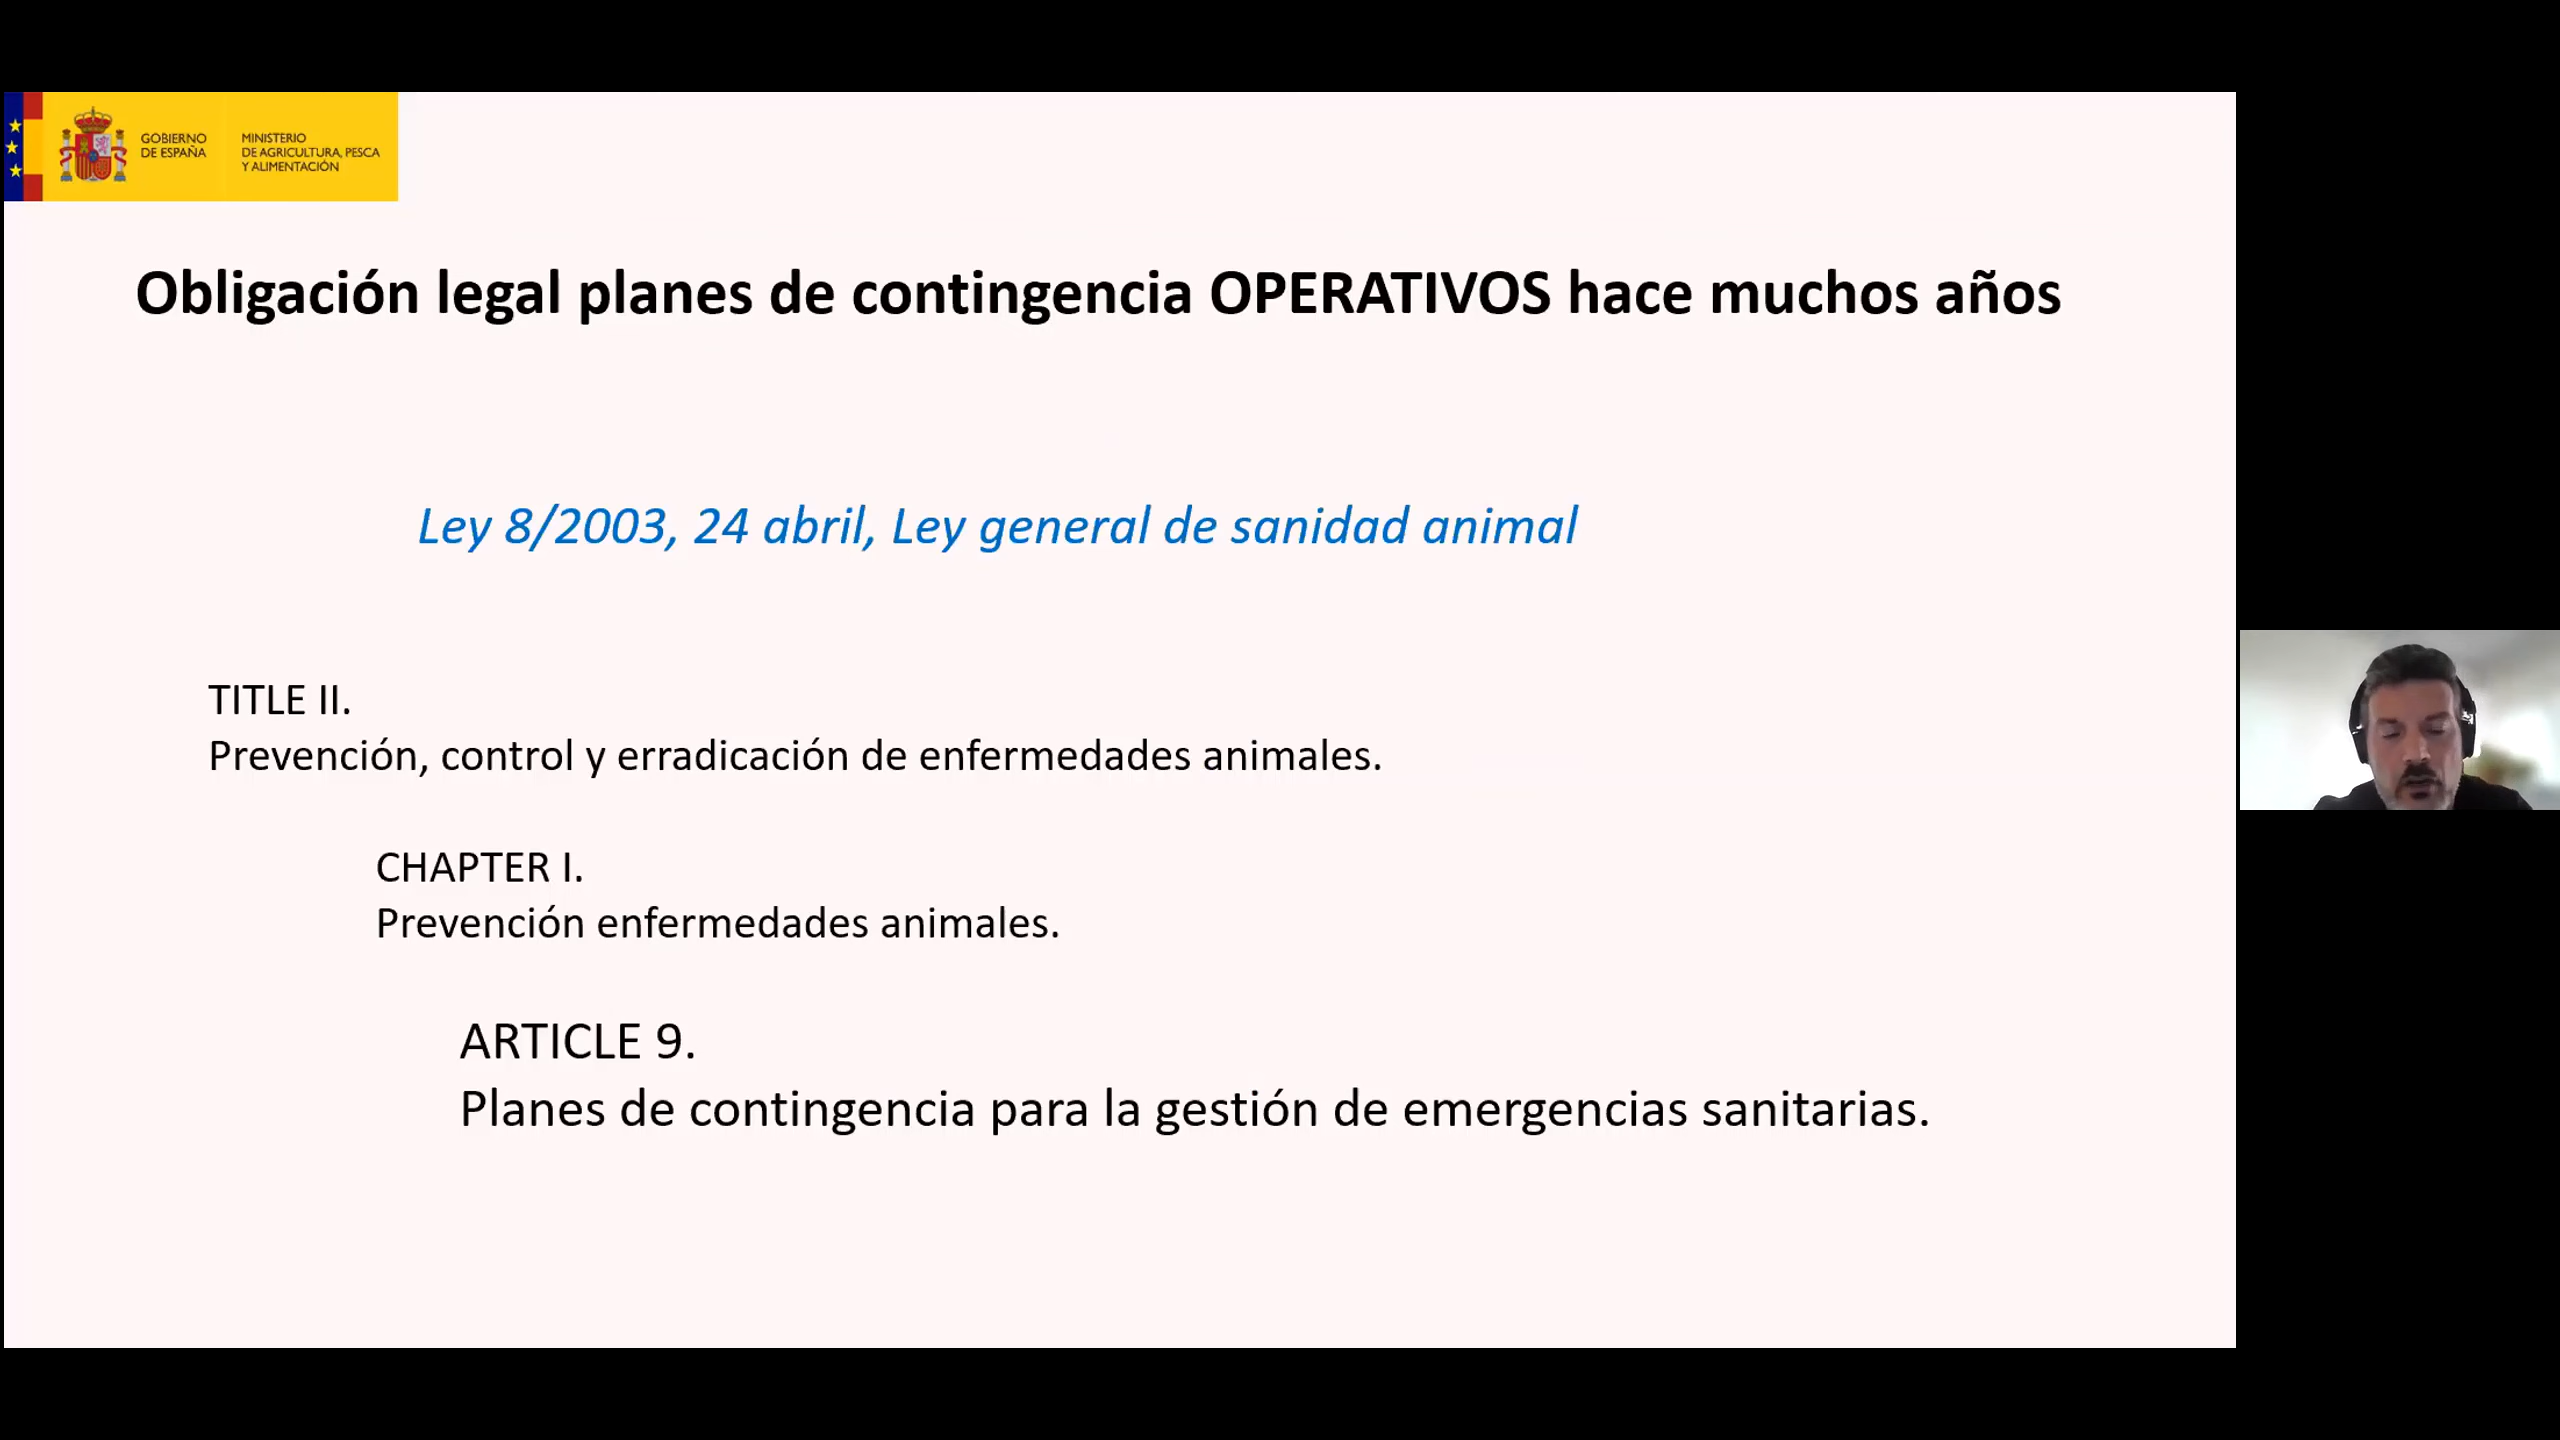 GOBIERNO
DE ESPAÑA
MINISTERIO
DE AGRICULTURA, PESCA
Y ALIMENTACIÓN
Obligación legal planes de contingencia OPERATIVOS hace muchos años
Ley 8/2003, 24 abril, Ley general de sanidad animal
TITLE II.
Prevención, control y erradicación de enfermedades animales.
CHAPTER I.
Prevención enfermedades animales.
ARTICLE 9.
Planes de contingencia para la gestión de emergencias sanitarias.